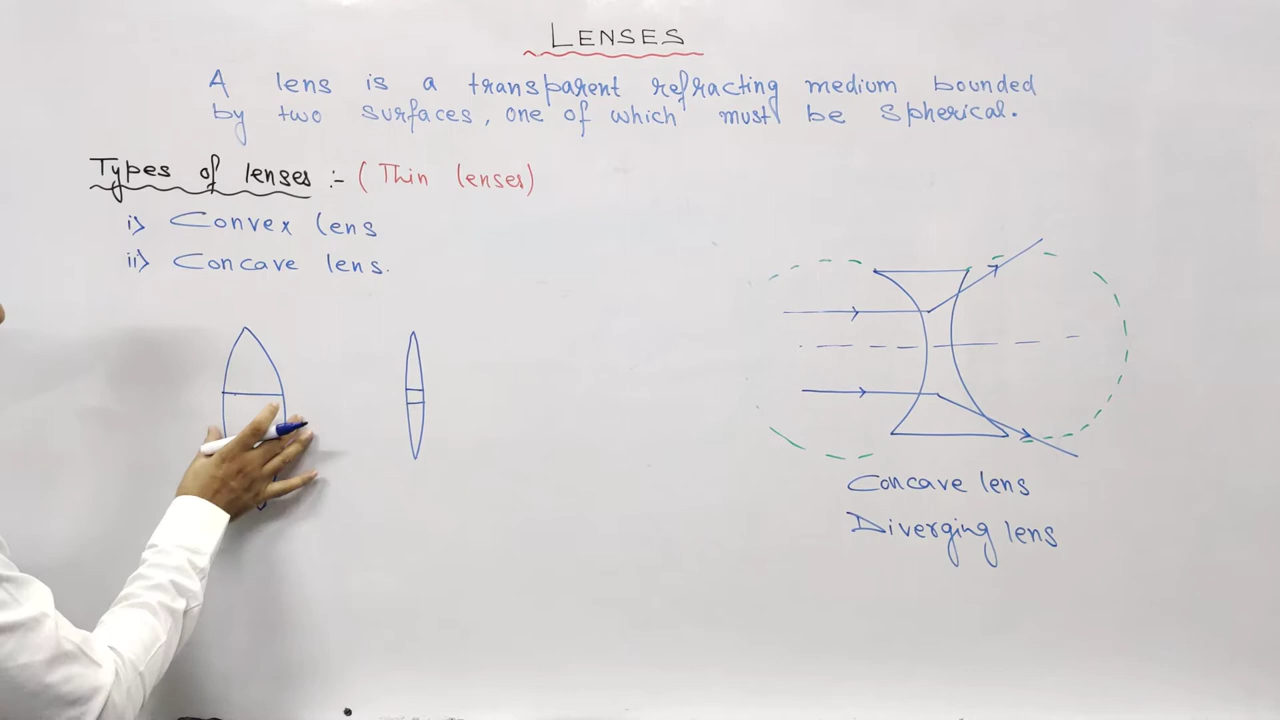 LENSES
A lens is a transparent refracting medium bounded
by two surfaces, one of which must be Spherical.
Types of lenses :- (Thin lenses)
i) Convex lens
ii) Concave lens.
Concave lens
Diverging lens